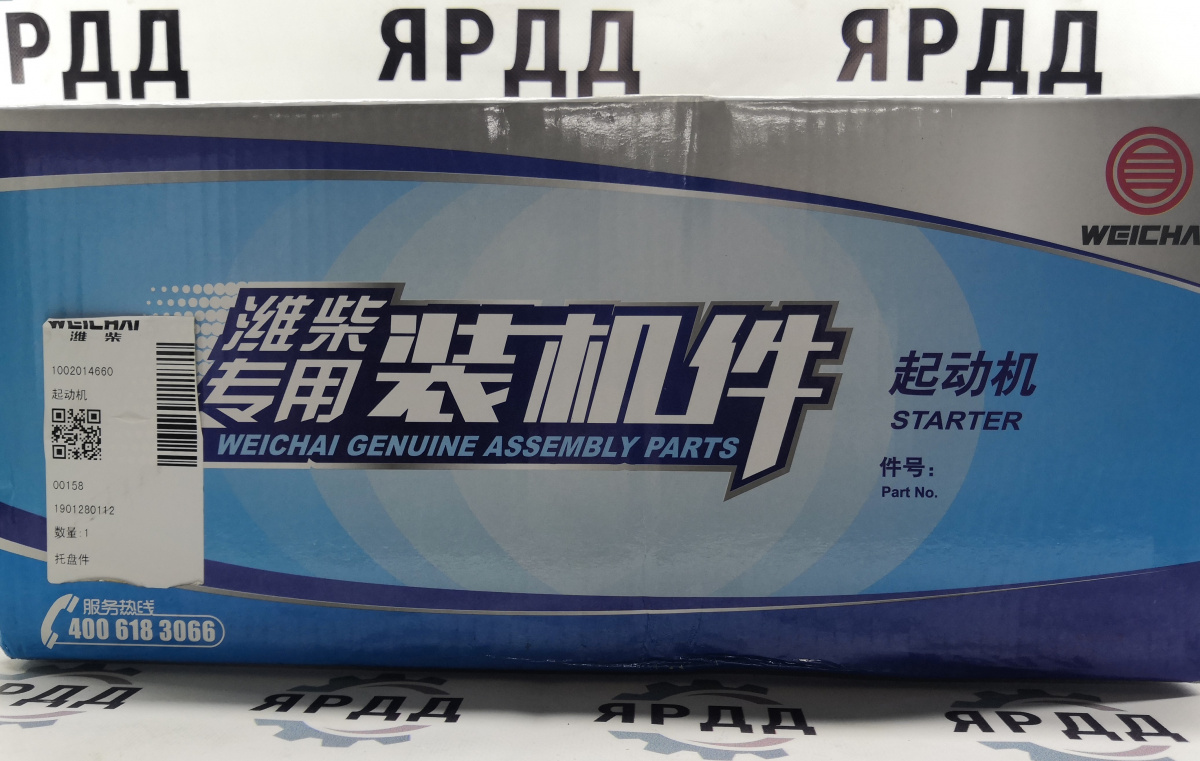 ЯРДД
ЯРДД
ЯРДД
WEICHAI
潍柴
专用
装机件
WEICHAI GENUINE ASSEMBLY PARTS
起动机
STARTER
件号:
Part No.
WEICHAI
潍 柴
1002014660
起动机
00158
1901280112
数量:1
托盘件
服务热线
400 618 3066
ЯРДД
ЯРДД
ЯРДД
ЯРДД